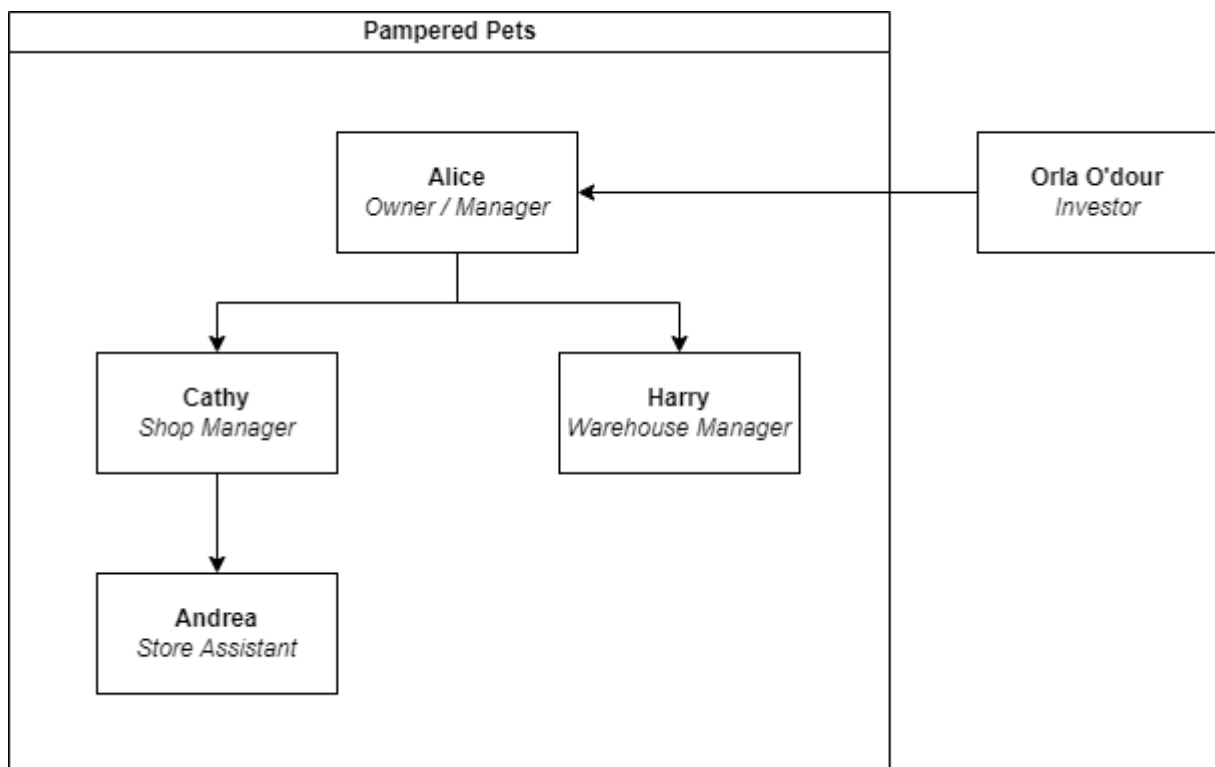 Pampered Pets
Alice
Owner / Manager
Orla O'dour
Investor
Cathy
Shop Manager
Harry
Warehouse Manager
Andrea
Store Assistant